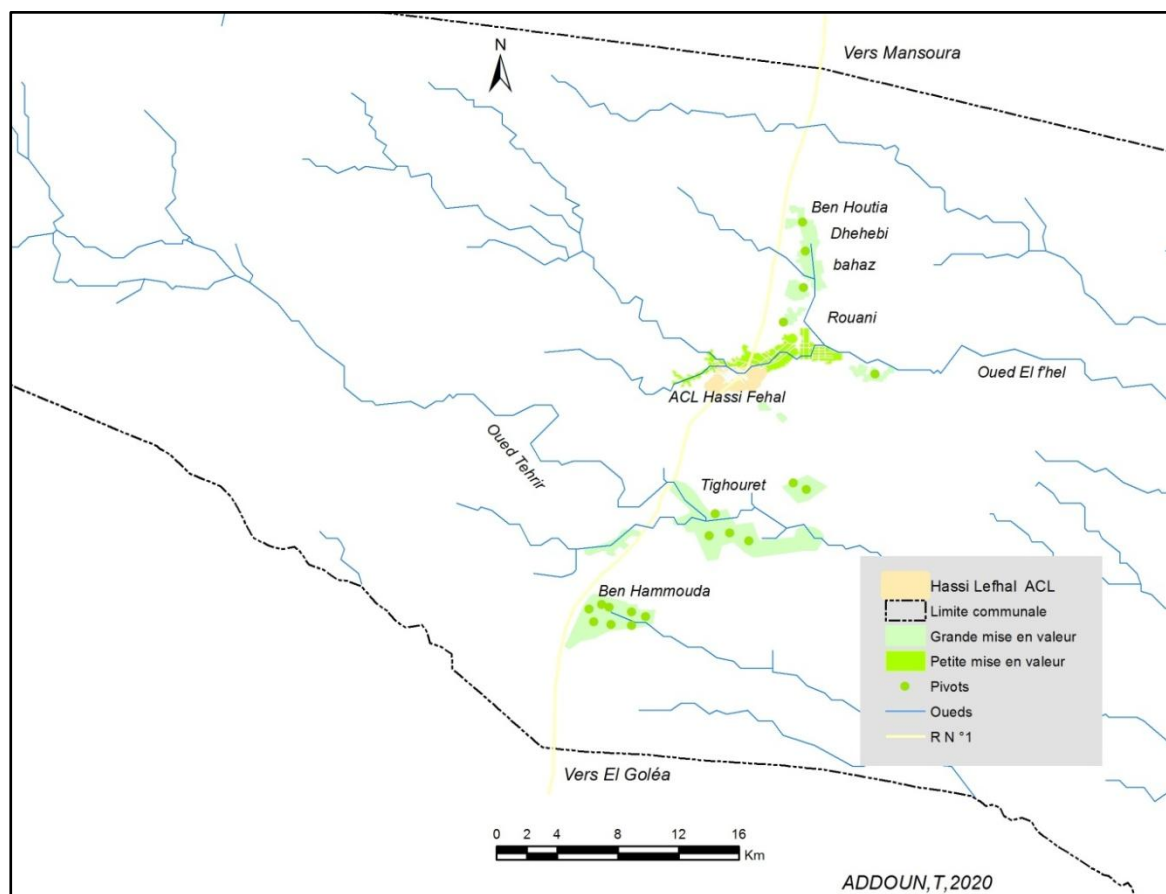 Vers Mansoura
N
Ben Houtia
Dhehebi
bahaz
Rouani
Oued El f'hel
ACL Hassi Fehal
Oued Tehrir
Tighouret
Ben Hammouda
Hassi Lefhal ACL
Limite communale
Grande mise en valeur
Petite mise en valeur
Pivots
Oueds
R N °1
Vers El Goléa
0 2 4 8 12 16
Km
ADDOUN,T,2020